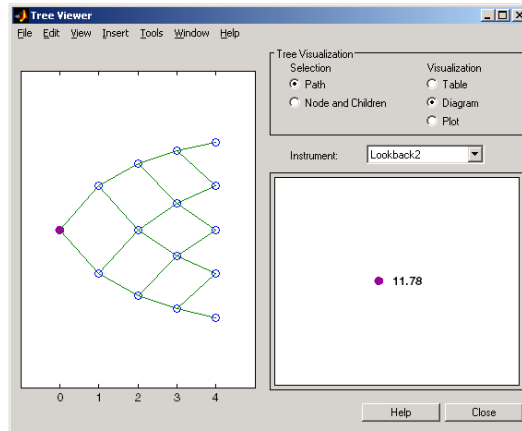 Tree Viewer
File Edit View Insert Tools Window Help
Tree Visualization
Selection
Path
Node and Children
Visualization
Table
Diagram
Plot
Instrument: Lookback2
11.78
0 1 2 3 4
Help Close